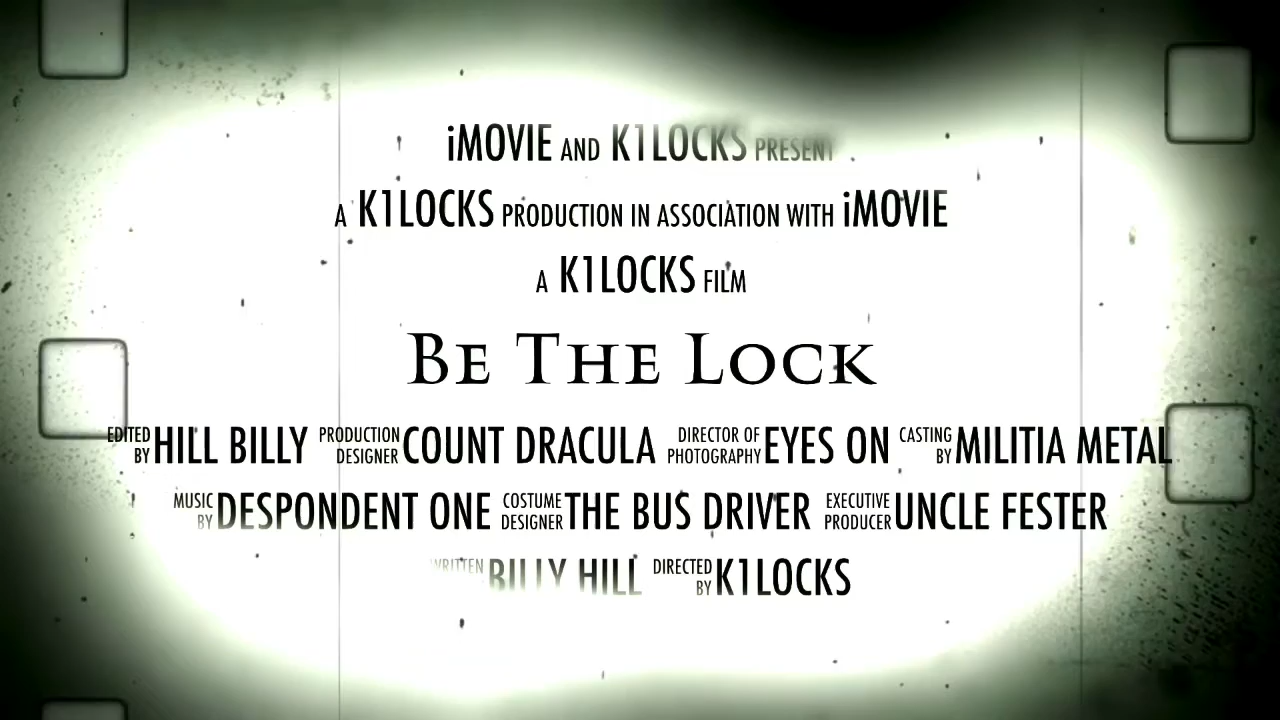 iMOVIE AND K1LOCKS PRESENT
A K1LOCKS PRODUCTION IN ASSOCIATION WITH iMOVIE
A K1LOCKS FILM
BE THE LOCK
EDITED BY HILL BILLY PRODUCTION DESIGNER COUNT DRACULA DIRECTOR OF PHOTOGRAPHY EYES ON CASTING BY MILITIA METAL
MUSIC BY DESPONDENT ONE COSTUME DESIGNER THE BUS DRIVER EXECUTIVE PRODUCER UNCLE FESTER
WRITTEN BILLY HILL DIRECTED BY K1LOCKS